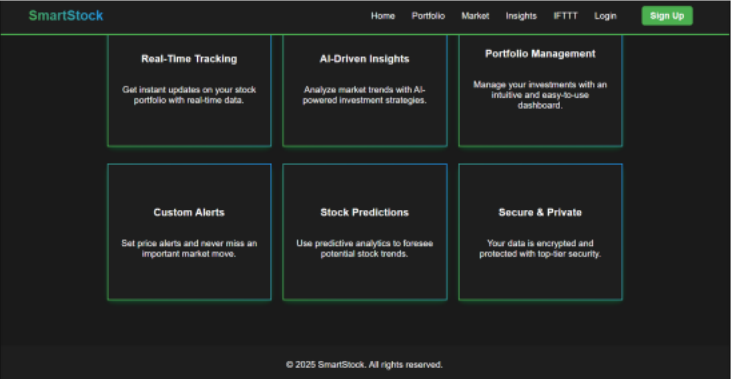 SmartStock
Home Portfolio Market Insights IFTTT Login Sign Up
Real-Time Tracking
Get instant updates on your stock
portfolio with real-time data.
AI-Driven Insights
Analyze market trends with AI-
powered investment strategies.
Portfolio Management
Manage your investments with an
intuitive and easy-to-use
dashboard.
Custom Alerts
Set price alerts and never miss an
important market move.
Stock Predictions
Use predictive analytics to foresee
potential stock trends.
Secure & Private
Your data is encrypted and
protected with top-tier security.
© 2025 SmartStock. All rights reserved.